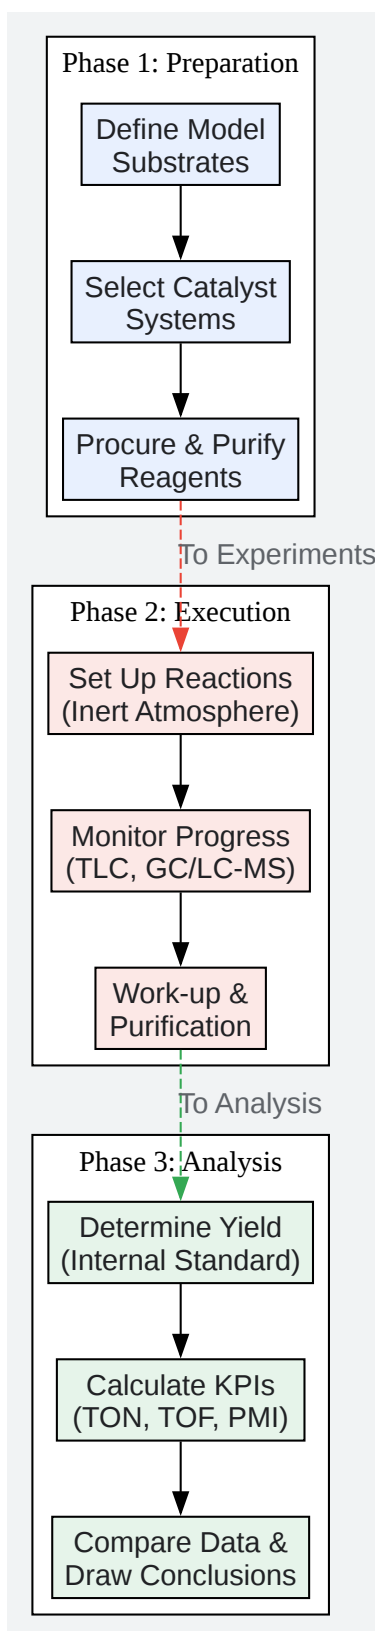 Phase 1: Preparation
Define Model
Substrates
Select Catalyst
Systems
Procure & Purify
Reagents
To Experiments
Phase 2: Execution
Set Up Reactions
(Inert Atmosphere)
Monitor Progress
(TLC, GC/LC-MS)
Work-up &
Purification
To Analysis
Phase 3: Analysis
Determine Yield
(Internal Standard)
Calculate KPIs
(TON, TOF, PMI)
Compare Data &
Draw Conclusions